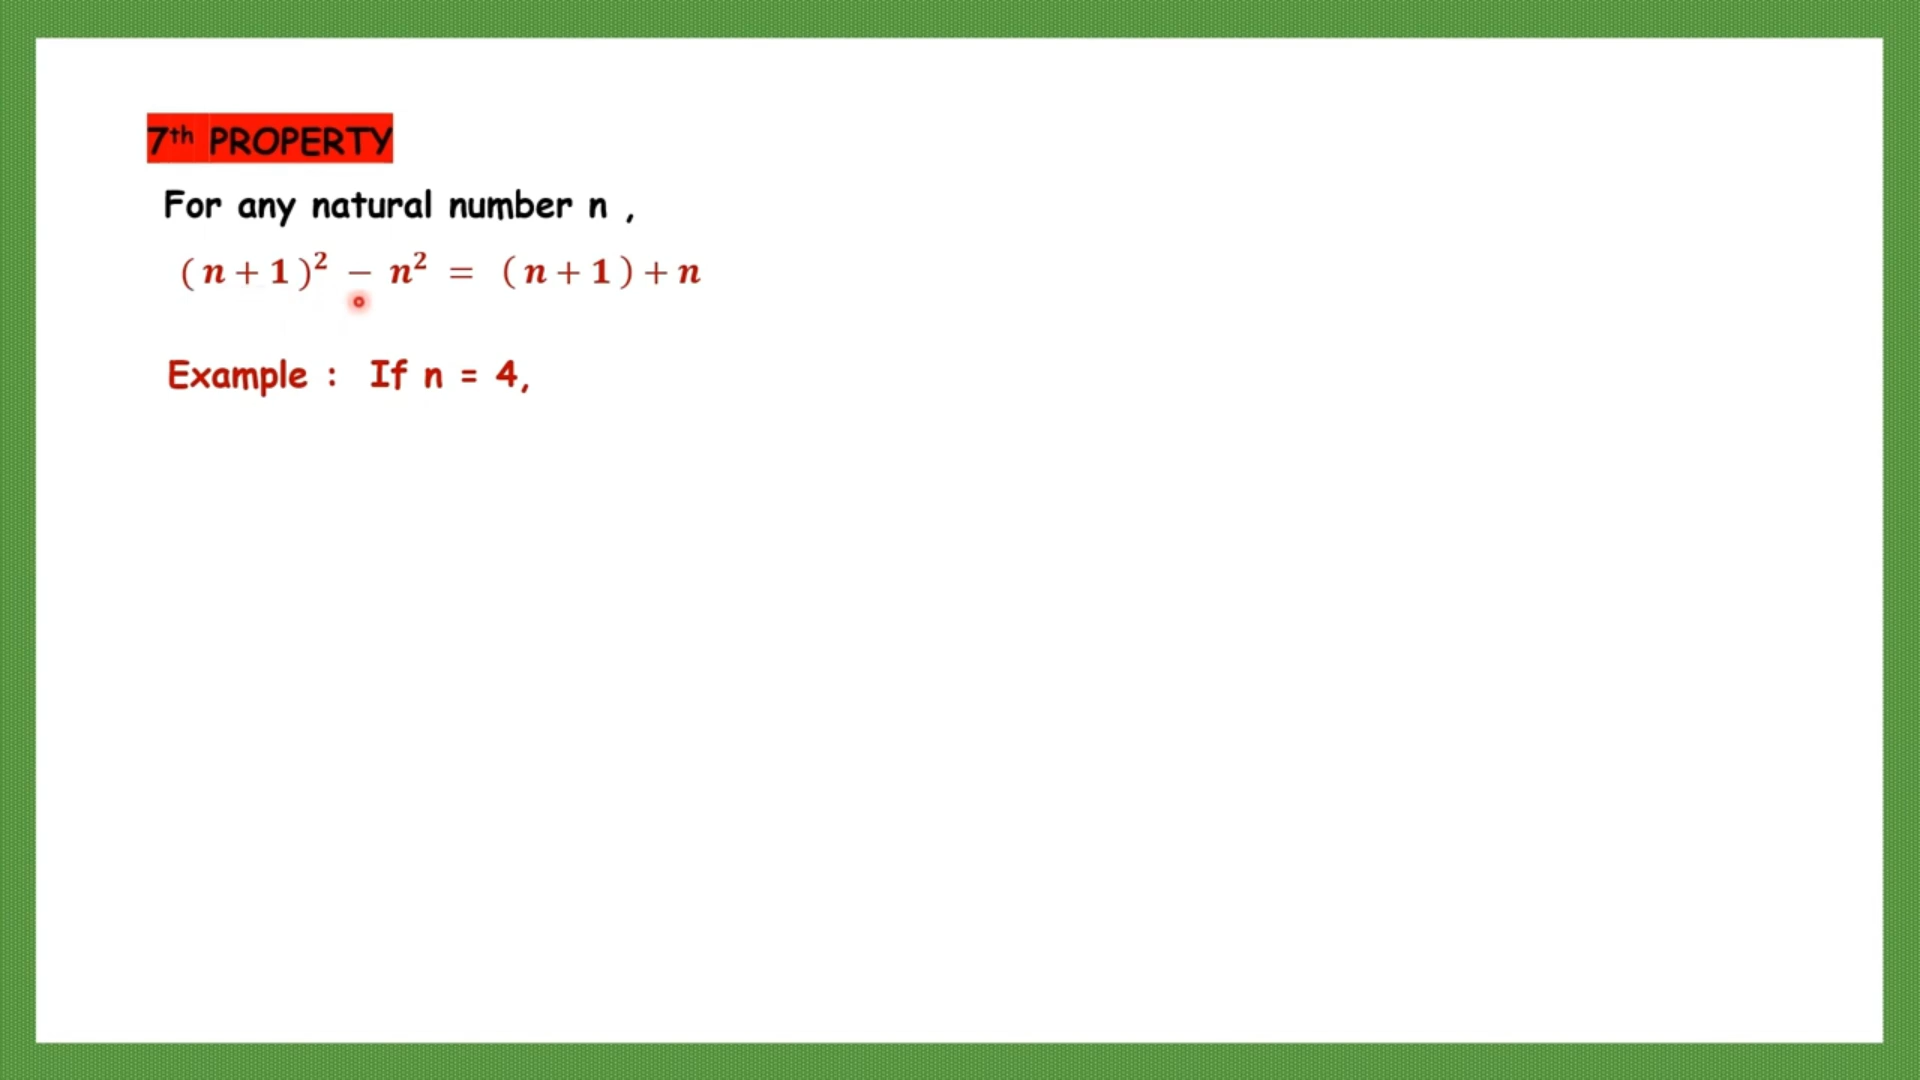 7th PROPERTY
For any natural number n ,
( n + 1 )² − n² = ( n + 1 ) + n
Example : If n = 4,